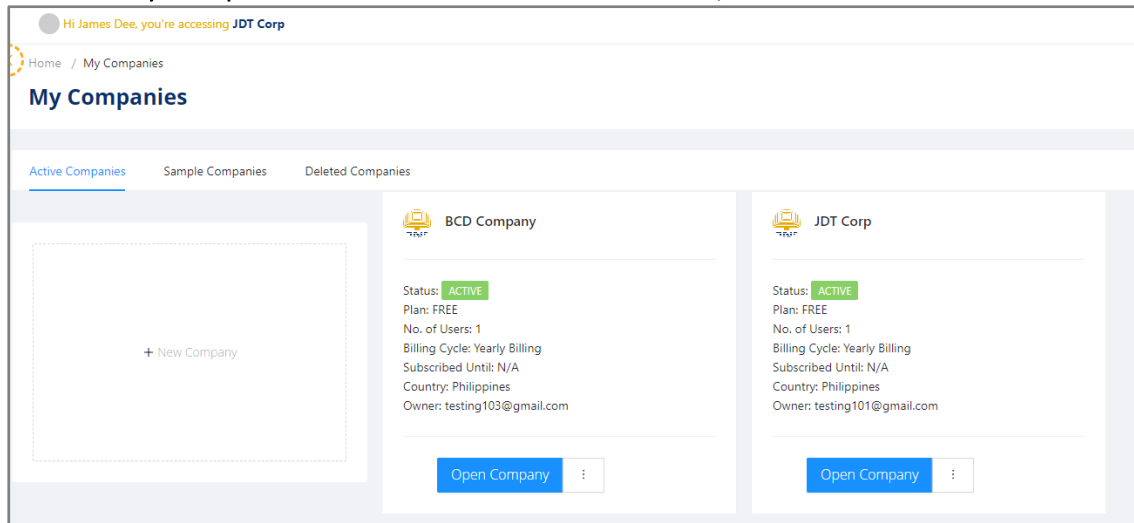 Hi James Dee, you're accessing JDT Corp
Home / My Companies
My Companies
Active Companies Sample Companies Deleted Companies
+ New Company
BCD Company
Status: ACTIVE
Plan: FREE
No. of Users: 1
Billing Cycle: Yearly Billing
Subscribed Until: N/A
Country: Philippines
Owner: testing103@gmail.com
Open Company
JDT Corp
Status: ACTIVE
Plan: FREE
No. of Users: 1
Billing Cycle: Yearly Billing
Subscribed Until: N/A
Country: Philippines
Owner: testing101@gmail.com
Open Company